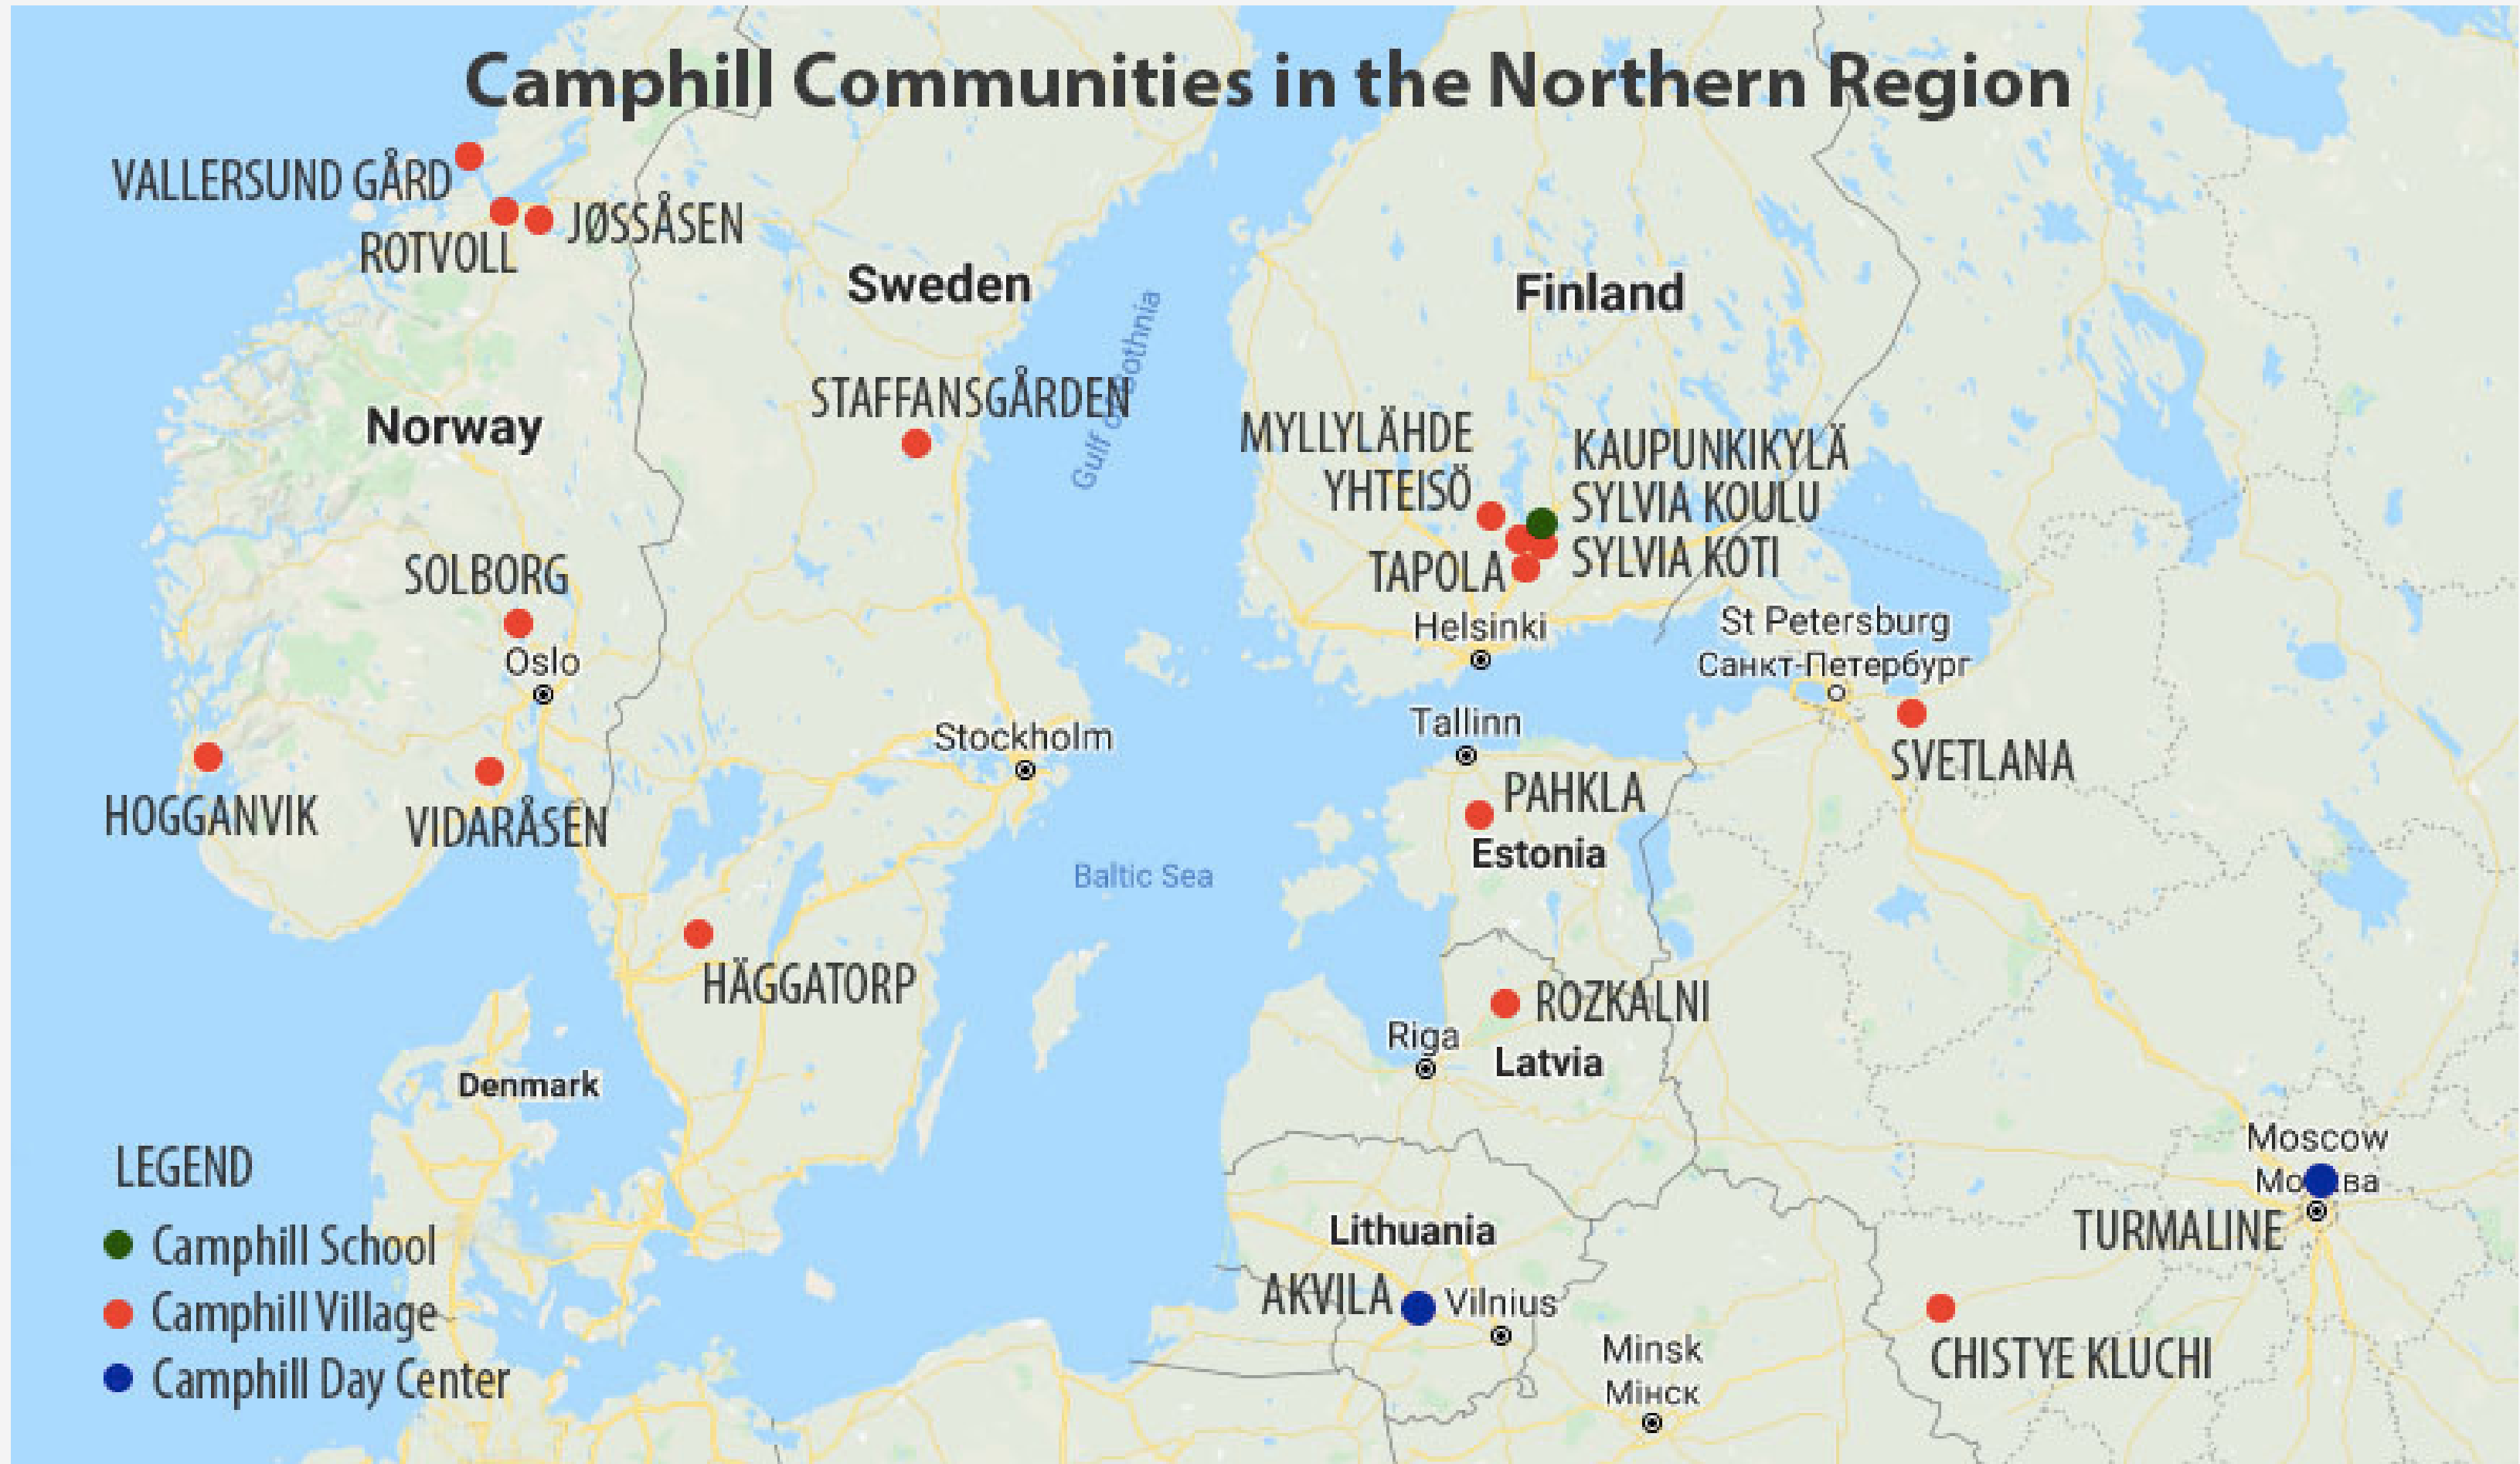 Camphill Communities in the Northern Region
VALLERSUND GÅRD
JØSSÅSEN
ROTVOLL
Sweden
Finland
Gulf of Bothnia
STAFFANSGÅRDEN
Norway
MYLLYLÄHDE
YHTEISÖ
KAUPUNKIKYLÄ
SYLVIA KOULU
SYLVIA KOTI
TAPOLA
SOLBORG
Helsinki
St Petersburg
Санкт-Петербург
Oslo
Tallinn
Stockholm
SVETLANA
PAHKLA
HOGGANVIK
VIDARÅSEN
Estonia
Baltic Sea
HÄGGATORP
ROZKALNI
Riga
Latvia
Denmark
Moscow
Мо ва
TURMALINE
LEGEND
Camphill School
Camphill Village
Camphill Day Center
Lithuania
AKVILA
Vilnius
Minsk
Мінск
CHISTYE KLUCHI